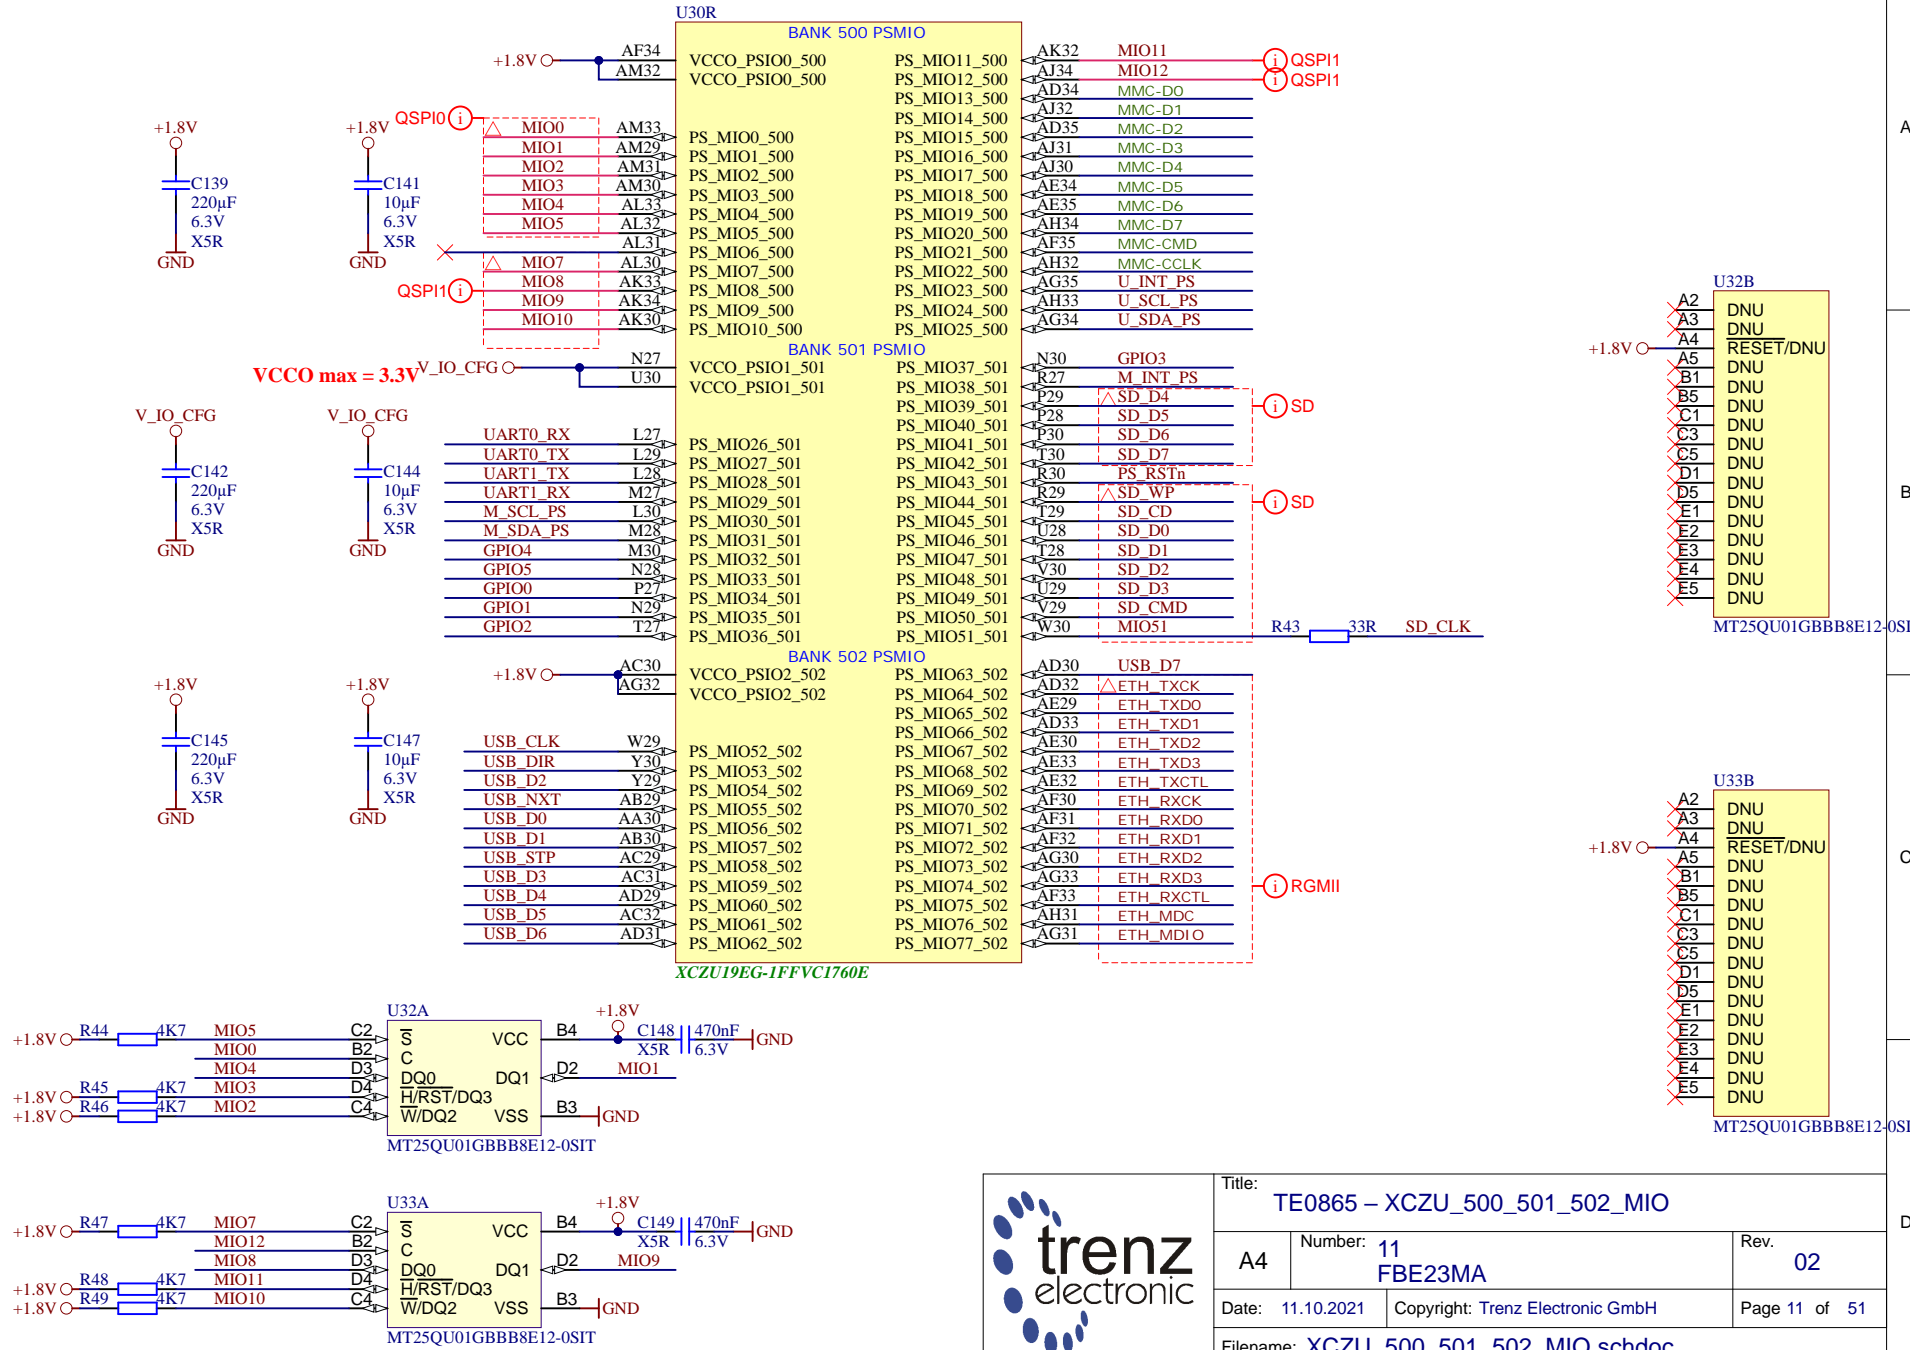 U30R
BANK 500 PSMIO
+1.8V AF34 VCCO_PSIO0_500 PS_MIO11_500 AK32 MIO11 i QSPI1
AM32 VCCO_PSIO0_500 PS_MIO12_500 AJ34 MIO12 i QSPI1
PS_MIO13_500 AD34 MMC-D0
QSPI0 i PS_MIO14_500 AJ32 MMC-D1
MIO0 AM33 PS_MIO0_500 PS_MIO15_500 AD35 MMC-D2
MIO1 AM29 PS_MIO1_500 PS_MIO16_500 AJ31 MMC-D3
MIO2 AM31 PS_MIO2_500 PS_MIO17_500 AJ30 MMC-D4
MIO3 AM30 PS_MIO3_500 PS_MIO18_500 AE34 MMC-D5
MIO4 AL33 PS_MIO4_500 PS_MIO19_500 AE35 MMC-D6
MIO5 AL32 PS_MIO5_500 PS_MIO20_500 AH34 MMC-D7
AL31 PS_MIO6_500 PS_MIO21_500 AF35 MMC-CMD
MIO7 AL30 PS_MIO7_500 PS_MIO22_500 AH32 MMC-CCLK
QSPI1 i MIO8 AK33 PS_MIO8_500 PS_MIO23_500 AG35 U_INT_PS
MIO9 AK34 PS_MIO9_500 PS_MIO24_500 AH33 U_SCL_PS
MIO10 AK30 PS_MIO10_500 PS_MIO25_500 AG34 U_SDA_PS
BANK 501 PSMIO
VCCO max = 3.3V V_IO_CFG N27 VCCO_PSIO1_501 PS_MIO37_501 N30 GPIO3
U30 VCCO_PSIO1_501 PS_MIO38_501 R27 M_INT_PS
PS_MIO39_501 P29 SD_D4 i SD
PS_MIO40_501 P28 SD_D5
UART0_RX L27 PS_MIO26_501 PS_MIO41_501 P30 SD_D6
UART0_TX L29 PS_MIO27_501 PS_MIO42_501 T30 SD_D7
UART1_TX L28 PS_MIO28_501 PS_MIO43_501 R30 PS_RSTn
UART1_RX M27 PS_MIO29_501 PS_MIO44_501 R29 SD_WP i SD
M_SCL_PS L30 PS_MIO30_501 PS_MIO45_501 T29 SD_CD
M_SDA_PS M28 PS_MIO31_501 PS_MIO46_501 U28 SD_D0
GPIO4 M30 PS_MIO32_501 PS_MIO47_501 T28 SD_D1
GPIO5 N28 PS_MIO33_501 PS_MIO48_501 V30 SD_D2
GPIO0 P27 PS_MIO34_501 PS_MIO49_501 U29 SD_D3
GPIO1 N29 PS_MIO35_501 PS_MIO50_501 V29 SD_CMD
GPIO2 T27 PS_MIO36_501 PS_MIO51_501 W30 MIO51 R43 33R SD_CLK
BANK 502 PSMIO
+1.8V AC30 VCCO_PSIO2_502 PS_MIO63_502 AD30 USB_D7
AG32 VCCO_PSIO2_502 PS_MIO64_502 AD32 ETH_TXCK
PS_MIO65_502 AE29 ETH_TXD0
PS_MIO66_502 AD33 ETH_TXD1
USB_CLK W29 PS_MIO52_502 PS_MIO67_502 AE30 ETH_TXD2
USB_DIR Y30 PS_MIO53_502 PS_MIO68_502 AE33 ETH_TXD3
USB_D2 Y29 PS_MIO54_502 PS_MIO69_502 AE32 ETH_TXCTL
USB_NXT AB29 PS_MIO55_502 PS_MIO70_502 AF30 ETH_RXCK
USB_D0 AA30 PS_MIO56_502 PS_MIO71_502 AF31 ETH_RXD0
USB_D1 AB30 PS_MIO57_502 PS_MIO72_502 AF32 ETH_RXD1
USB_STP AC29 PS_MIO58_502 PS_MIO73_502 AG30 ETH_RXD2
USB_D3 AC31 PS_MIO59_502 PS_MIO74_502 AG33 ETH_RXD3 i RGMII
USB_D4 AD29 PS_MIO60_502 PS_MIO75_502 AF33 ETH_RXCTL
USB_D5 AC32 PS_MIO61_502 PS_MIO76_502 AH31 ETH_MDC
USB_D6 AD31 PS_MIO62_502 PS_MIO77_502 AG31 ETH_MDIO
XCZU19EG-1FFVC1760E
+1.8V +1.8V
C139 C141
220µF 10µF
6.3V 6.3V
X5R X5R
GND GND
V_IO_CFG V_IO_CFG
C142 C144
220µF 10µF
6.3V 6.3V
X5R X5R
GND GND
+1.8V +1.8V
C145 C147
220µF 10µF
6.3V 6.3V
X5R X5R
GND GND
U32B
A2 DNU
A3 DNU
+1.8V A4 RESET/DNU
A5 DNU
B1 DNU
B5 DNU
C1 DNU
C3 DNU
C5 DNU
D1 DNU
D5 DNU
E1 DNU
E2 DNU
E3 DNU
E4 DNU
E5 DNU
MT25QU01GBBB8E12-0SI
U33B
A2 DNU
A3 DNU
+1.8V A4 RESET/DNU
A5 DNU
B1 DNU
B5 DNU
C1 DNU
C3 DNU
C5 DNU
D1 DNU
D5 DNU
E1 DNU
E2 DNU
E3 DNU
E4 DNU
E5 DNU
MT25QU01GBBB8E12-0SI
A
B
C
D
U32A
+1.8V R44 4K7 MIO5 C2 S VCC B4 +1.8V C148 X5R 470nF 6.3V GND
MIO0 B2 C
MIO4 D3 DQ0 DQ1 D2 MIO1
+1.8V R45 4K7 MIO3 D4 H/RST/DQ3
+1.8V R46 4K7 MIO2 C4 W/DQ2 VSS B3 GND
MT25QU01GBBB8E12-0SIT
U33A
+1.8V R47 4K7 MIO7 C2 S VCC B4 +1.8V C149 X5R 470nF 6.3V GND
MIO12 B2 C
MIO8 D3 DQ0 DQ1 D2 MIO9
+1.8V R48 4K7 MIO11 D4 H/RST/DQ3
+1.8V R49 4K7 MIO10 C4 W/DQ2 VSS B3 GND
MT25QU01GBBB8E12-0SIT
trenz
electronic
Title:
TE0865 – XCZU_500_501_502_MIO
A4 Number: 11 Rev.
FBE23MA 02
Date: 11.10.2021 Copyright: Trenz Electronic GmbH Page 11 of 51
Filename: XCZU_500_501_502_MIO.schdoc